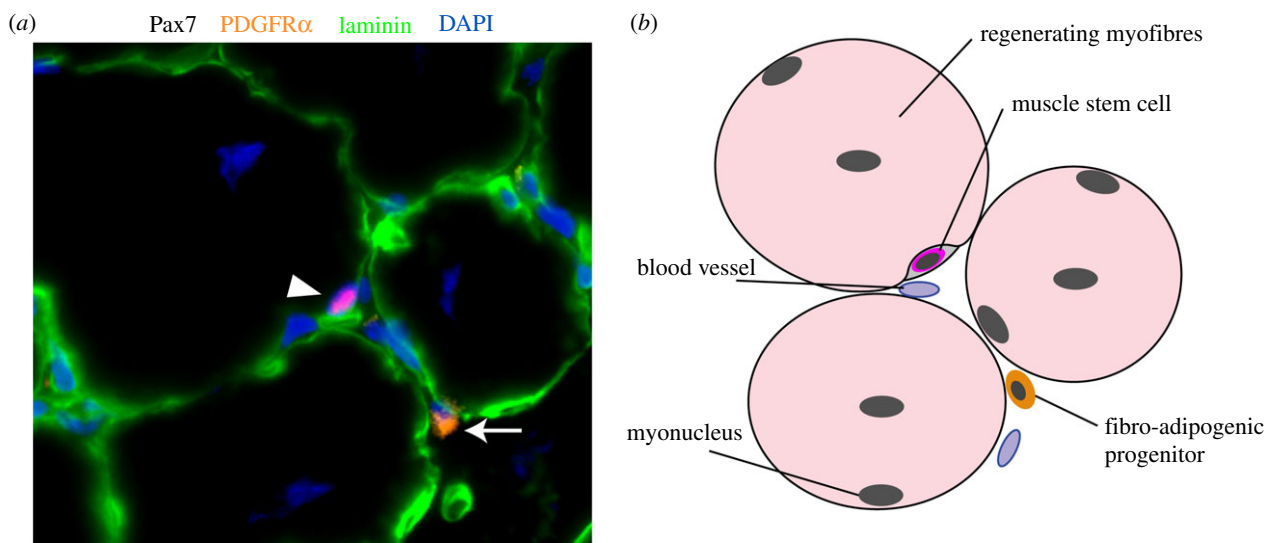 (a) Pax7 PDGFRα laminin DAPI
(b)
regenerating myofibres
muscle stem cell
blood vessel
myonucleus
fibro-adipogenic
progenitor